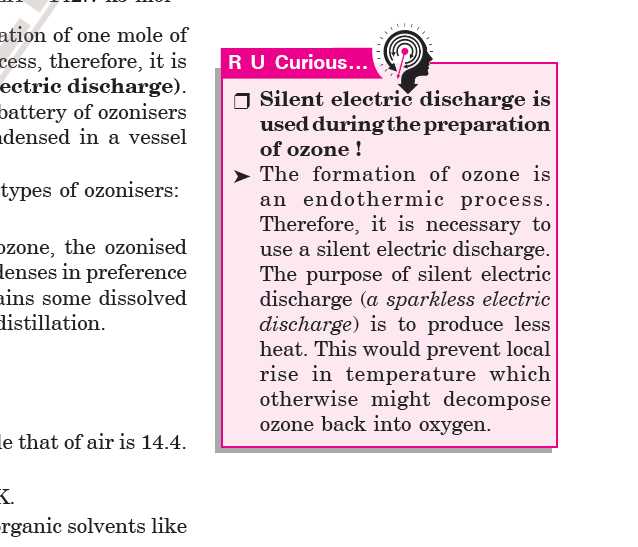 ation of one mole of
cess, therefore, it is
ectric discharge).
battery of ozonisers
densed in a vessel
types of ozonisers:
ozone, the ozonised
denses in preference
ains some dissolved
distillation.
le that of air is 14.4.
K.
organic solvents like
R U Curious...
❐ Silent electric discharge is
used during the preparation
of ozone !
➤ The formation of ozone is
an endothermic process.
Therefore, it is necessary to
use a silent electric discharge.
The purpose of silent electric
discharge (a sparkless electric
discharge) is to produce less
heat. This would prevent local
rise in temperature which
otherwise might decompose
ozone back into oxygen.